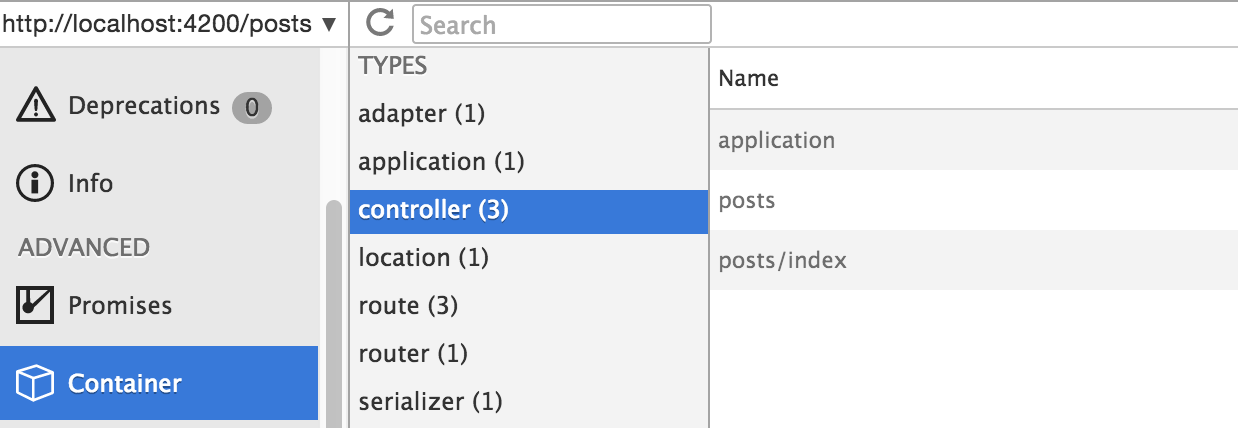 http://localhost:4200/posts ▼
Search
Deprecations 0
Info
ADVANCED
Promises
Container
TYPES
adapter (1)
application (1)
controller (3)
location (1)
route (3)
router (1)
serializer (1)
Name
application
posts
posts/index